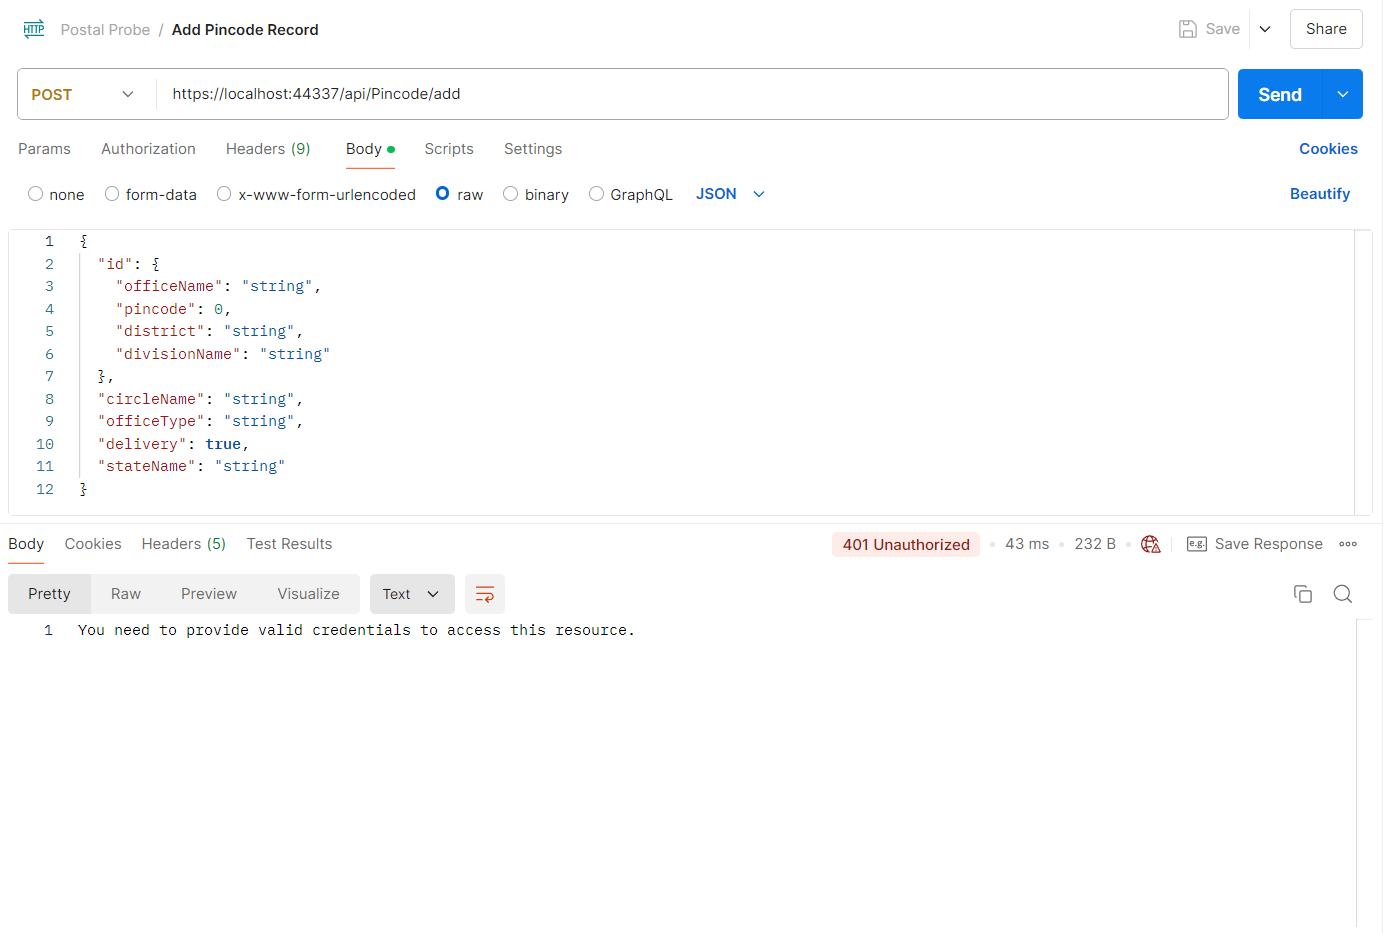 HTTP Postal Probe / Add Pincode Record Save Share
POST https://localhost:44337/api/Pincode/add Send
Params Authorization Headers (9) Body Scripts Settings Cookies
none form-data x-www-form-urlencoded raw binary GraphQL JSON Beautify
1 {
2 "id": {
3 "officeName": "string",
4 "pincode": 0,
5 "district": "string",
6 "divisionName": "string"
7 },
8 "circleName": "string",
9 "officeType": "string",
10 "delivery": true,
11 "stateName": "string"
12 }
Body Cookies Headers (5) Test Results 401 Unauthorized 43 ms 232 B e.g. Save Response
Pretty Raw Preview Visualize Text
1 You need to provide valid credentials to access this resource.